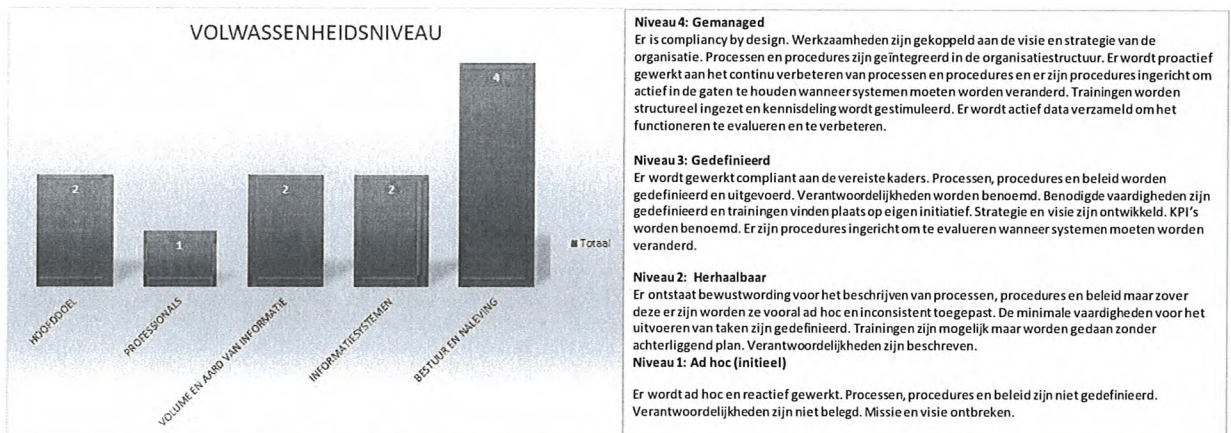 VOLWASSENHEIDSNIVEAU
4
2
2
2
1
Totaal
HOOFDDOEL
PROFESSIONALS
VOLUME EN AARD VAN INFORMATIE
INFORMATIESYSTEMEN
BESTUUR EN NALEVING
Niveau 4: Gemanaged
Er is compliancy by design. Werkzaamheden zijn gekoppeld aan de visie en strategie van de
organisatie. Processen en procedures zijn geïntegreerd in de organisatiestructuur. Er wordt proactief
gewerkt aan het continu verbeteren van processen en procedures en er zijn procedures ingericht om
actief in de gaten te houden wanneer systemen moeten worden veranderd. Trainingen worden
structureel ingezet en kennisdeling wordt gestimuleerd. Er wordt actief data verzameld om het
functioneren te evalueren en te verbeteren.
Niveau 3: Gedefinieerd
Er wordt gewerkt compliant aan de vereiste kaders. Processen, procedures en beleid worden
gedefinieerd en uitgevoerd. Verantwoordelijkheden worden benoemd. Benodigde vaardigheden zijn
gedefinieerd en trainingen vinden plaats op eigen initiatief. Strategie en visie zijn ontwikkeld. KPI's
worden benoemd. Er zijn procedures ingericht om te evalueren wanneer systemen moeten worden
veranderd.
Niveau 2: Herhaalbaar
Er ontstaat bewustwording voor het beschrijven van processen, procedures en beleid maar zover
deze er zijn worden ze vooral ad hoc en inconsistent toegepast. De minimale vaardigheden voor het
uitvoeren van taken zijn gedefinieerd. Trainingen zijn mogelijk maar worden gedaan zonder
achterliggend plan. Verantwoordelijkheden zijn beschreven.
Niveau 1: Ad hoc (initieel)
Er wordt ad hoc en reactief gewerkt. Processen, procedures en beleid zijn niet gedefinieerd.
Verantwoordelijkheden zijn niet belegd. Missie en visie ontbreken.